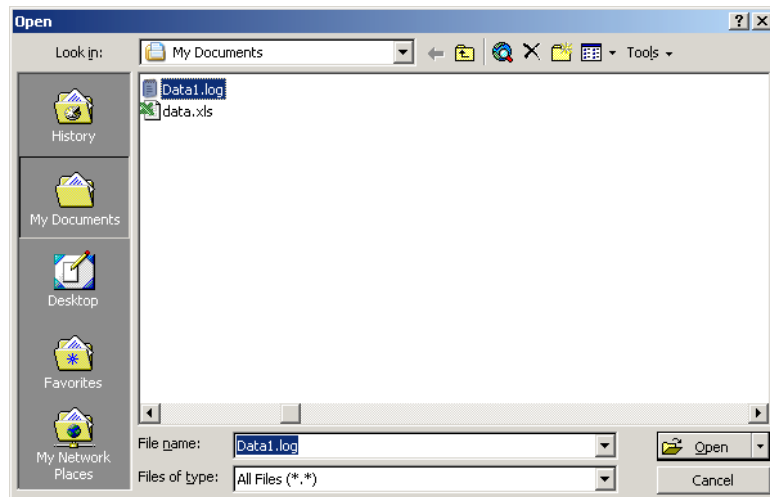 Open
Look in:
My Documents
Tools
Data1.log
data.xls
History
My Documents
Desktop
Favorites
My Network
Places
File name:
Data1.log
Open
Files of type:
All Files (*.*)
Cancel